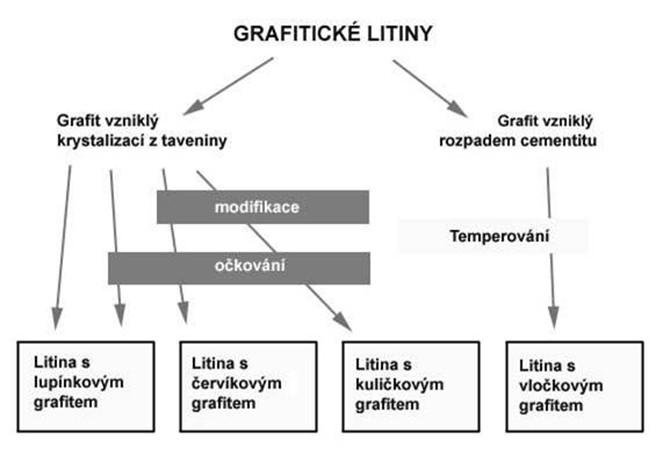 GRAFITICKÉ LITINY
Grafit vzniklý
krystalizací z taveniny
Grafit vzniklý
rozpadem cementitu
modifikace
Temperování
očkování
Litina s
lupínkovým
grafitem
Litina s
červíkovým
grafitem
Litina s
kuličkovým
grafitem
Litina s
vločkovým
grafitem